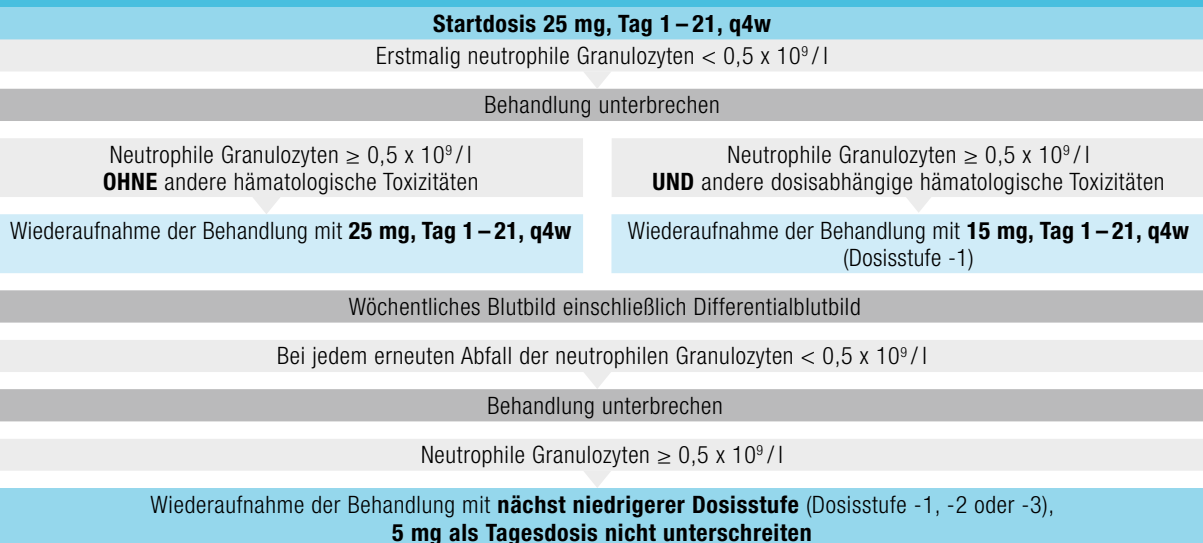 Startdosis 25 mg, Tag 1 – 21, q4w
Erstmalig neutrophile Granulozyten < 0,5 x 10⁹/l
Behandlung unterbrechen
Neutrophile Granulozyten ≥ 0,5 x 10⁹/l
OHNE andere hämatologische Toxizitäten
Neutrophile Granulozyten ≥ 0,5 x 10⁹/l
UND andere dosisabhängige hämatologische Toxizitäten
Wiederaufnahme der Behandlung mit 25 mg, Tag 1 – 21, q4w
Wiederaufnahme der Behandlung mit 15 mg, Tag 1 – 21, q4w
(Dosisstufe -1)
Wöchentliches Blutbild einschließlich Differentialblutbild
Bei jedem erneuten Abfall der neutrophilen Granulozyten < 0,5 x 10⁹/l
Behandlung unterbrechen
Neutrophile Granulozyten ≥ 0,5 x 10⁹/l
Wiederaufnahme der Behandlung mit nächst niedrigerer Dosisstufe (Dosisstufe -1, -2 oder -3),
5 mg als Tagesdosis nicht unterschreiten